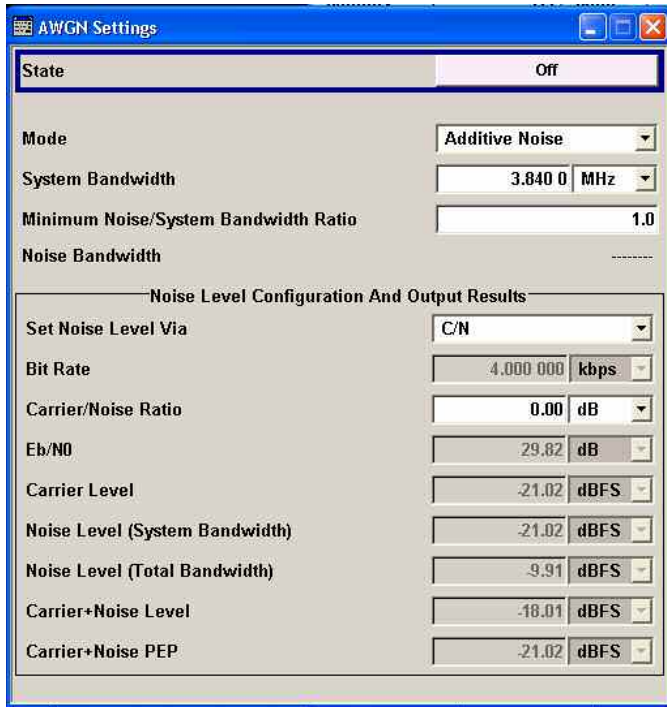 AWGN Settings
State Off
Mode Additive Noise
System Bandwidth 3.840 0 MHz
Minimum Noise/System Bandwidth Ratio 1.0
Noise Bandwidth --------
Noise Level Configuration And Output Results
Set Noise Level Via C/N
Bit Rate 4.000 000 kbps
Carrier/Noise Ratio 0.00 dB
Eb/N0 29.82 dB
Carrier Level -21.02 dBFS
Noise Level (System Bandwidth) -21.02 dBFS
Noise Level (Total Bandwidth) -9.91 dBFS
Carrier+Noise Level -18.01 dBFS
Carrier+Noise PEP -21.02 dBFS